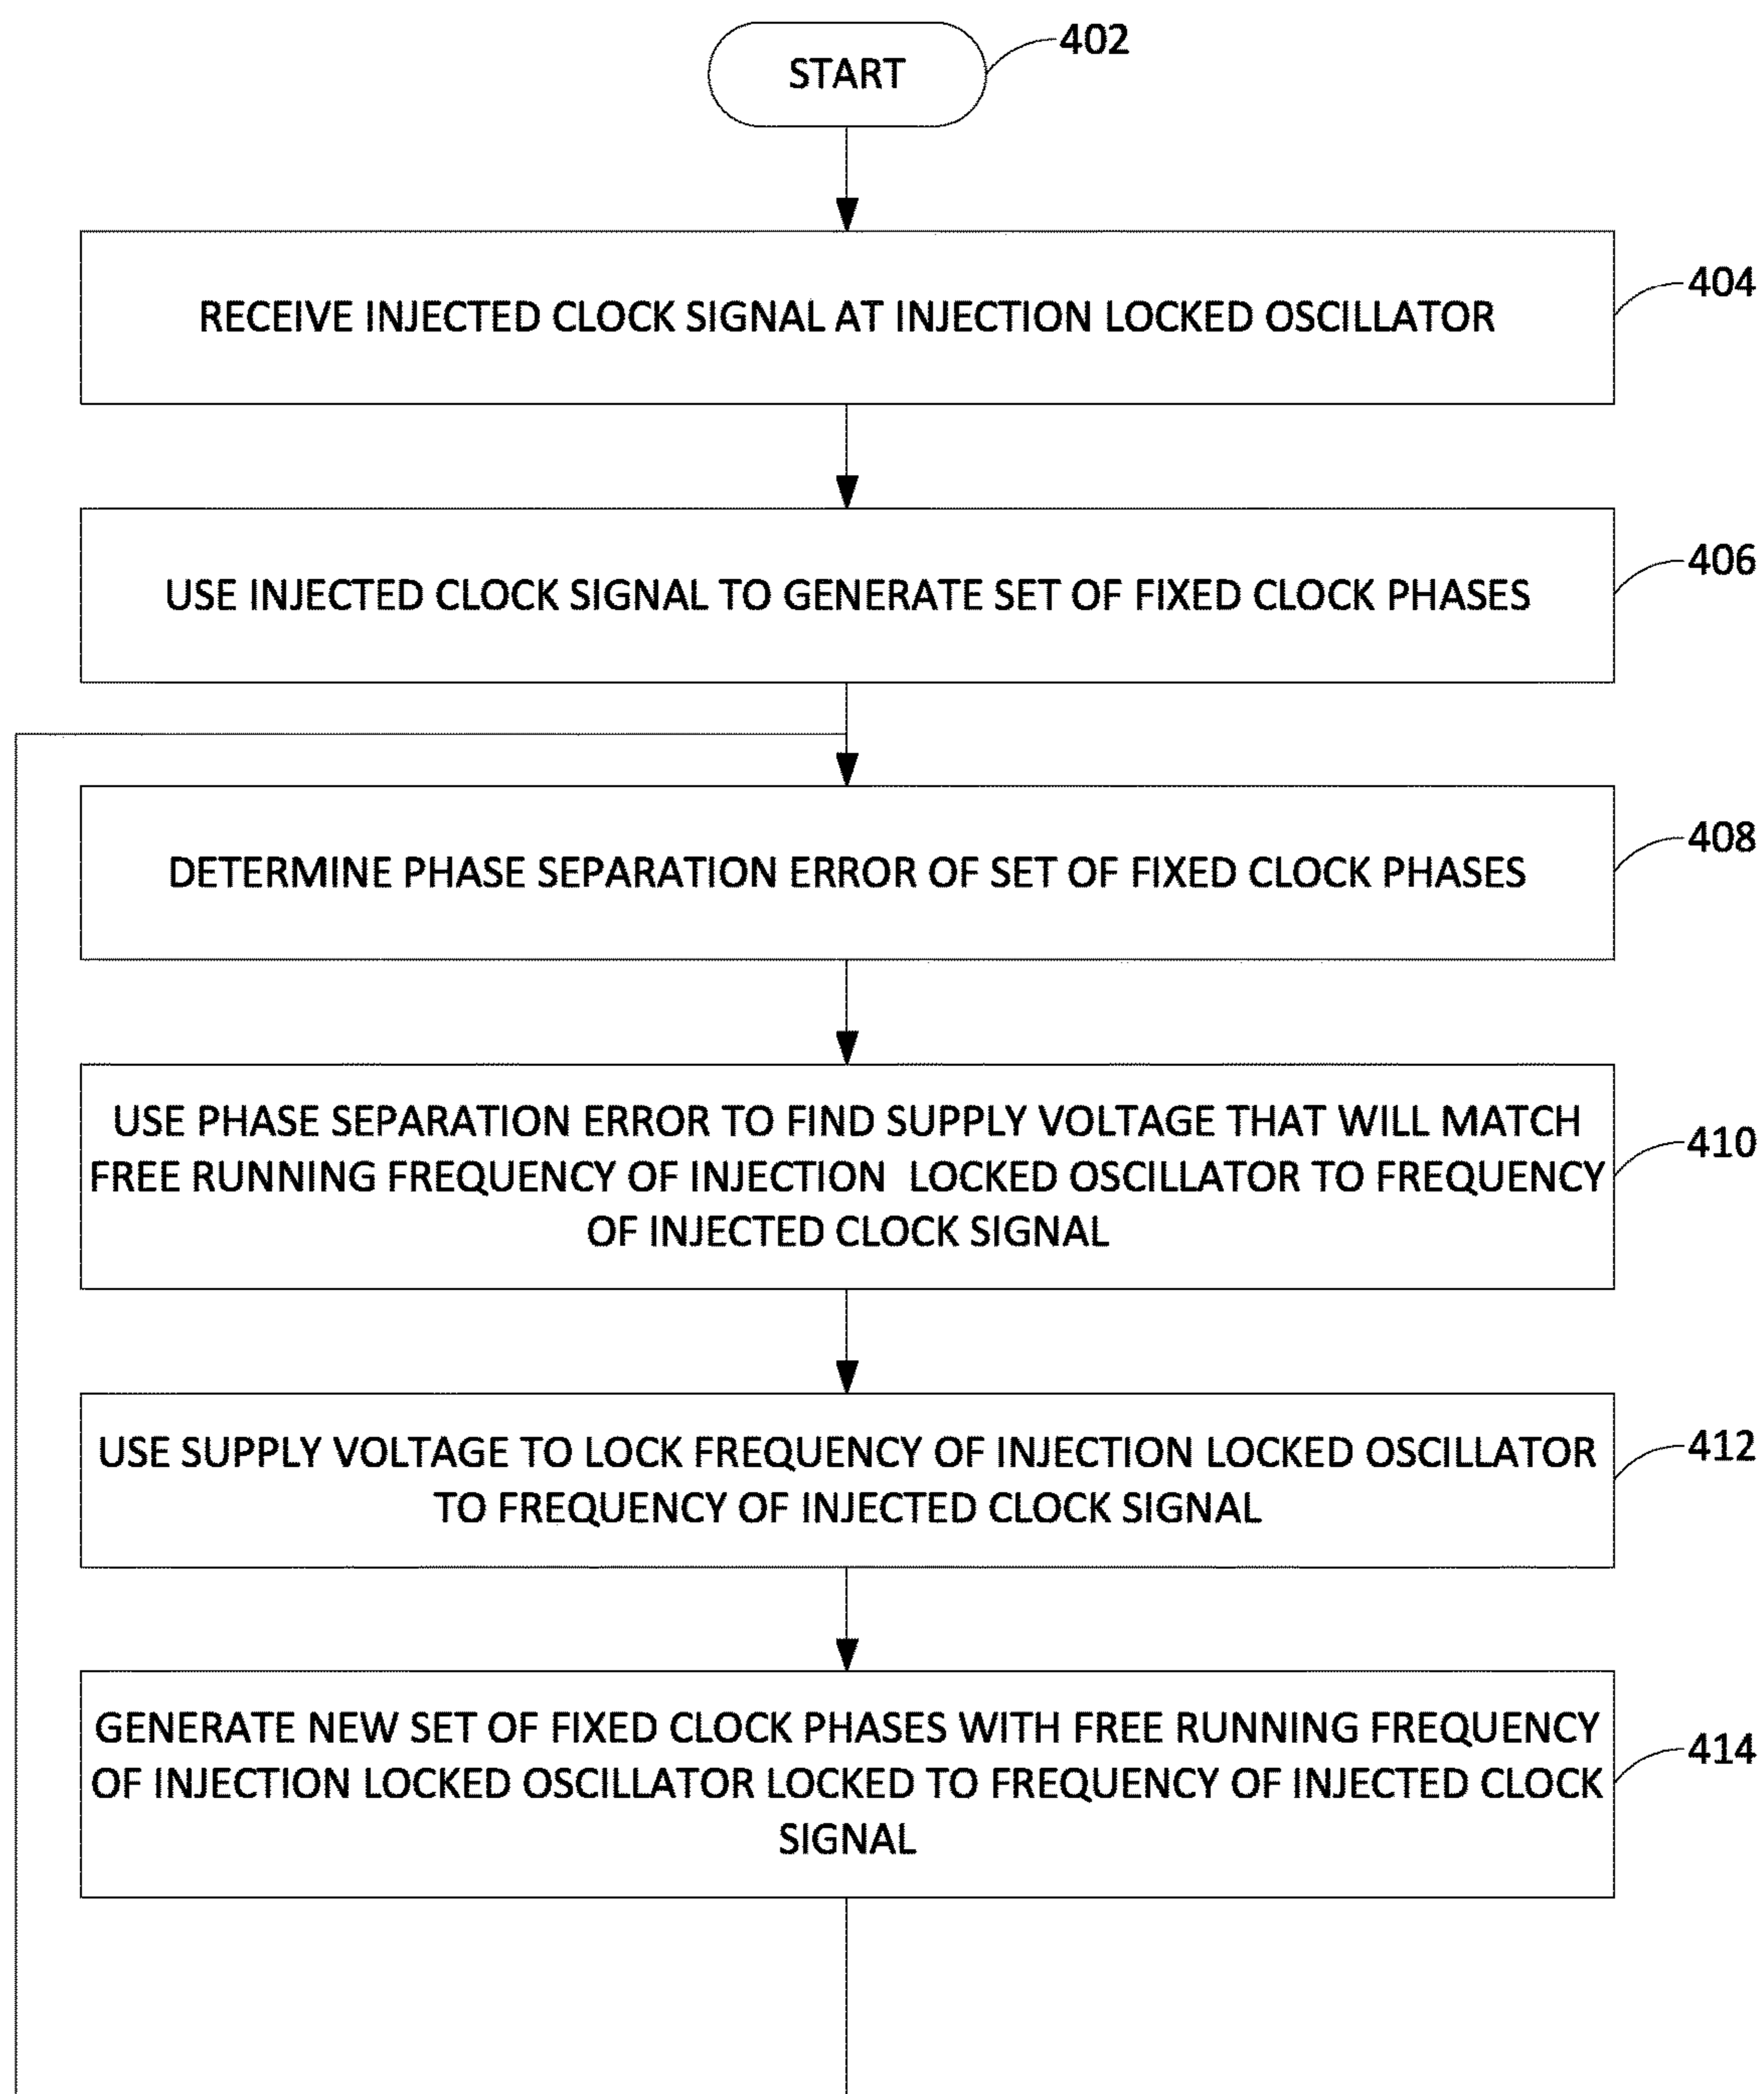 START
402
RECEIVE INJECTED CLOCK SIGNAL AT INJECTION LOCKED OSCILLATOR
404
USE INJECTED CLOCK SIGNAL TO GENERATE SET OF FIXED CLOCK PHASES
406
DETERMINE PHASE SEPARATION ERROR OF SET OF FIXED CLOCK PHASES
408
USE PHASE SEPARATION ERROR TO FIND SUPPLY VOLTAGE THAT WILL MATCH
FREE RUNNING FREQUENCY OF INJECTION LOCKED OSCILLATOR TO FREQUENCY
OF INJECTED CLOCK SIGNAL
410
USE SUPPLY VOLTAGE TO LOCK FREQUENCY OF INJECTION LOCKED OSCILLATOR
TO FREQUENCY OF INJECTED CLOCK SIGNAL
412
GENERATE NEW SET OF FIXED CLOCK PHASES WITH FREE RUNNING FREQUENCY
OF INJECTION LOCKED OSCILLATOR LOCKED TO FREQUENCY OF INJECTED CLOCK
SIGNAL
414